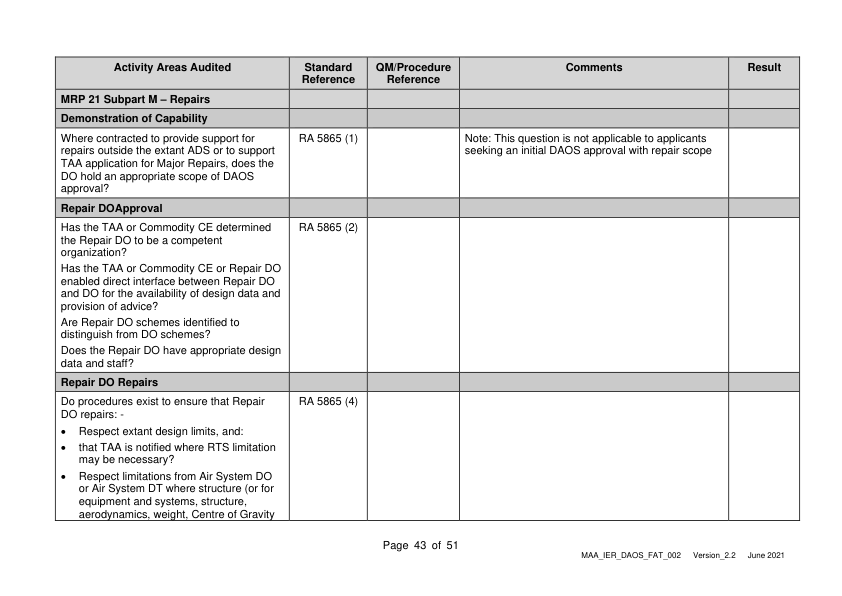 Activity Areas Audited
Standard
Reference
QM/Procedure
Reference
Comments
Result
MRP 21 Subpart M – Repairs
Demonstration of Capability
Where contracted to provide support for
repairs outside the extant ADS or to support
TAA application for Major Repairs, does the
DO hold an appropriate scope of DAOS
approval?
RA 5865 (1)
Note: This question is not applicable to applicants
seeking an initial DAOS approval with repair scope
Repair DOApproval
Has the TAA or Commodity CE determined
the Repair DO to be a competent
organization?
Has the TAA or Commodity CE or Repair DO
enabled direct interface between Repair DO
and DO for the availability of design data and
provision of advice?
Are Repair DO schemes identified to
distinguish from DO schemes?
Does the Repair DO have appropriate design
data and staff?
RA 5865 (2)
Repair DO Repairs
Do procedures exist to ensure that Repair
DO repairs: -
• Respect extant design limits, and:
• that TAA is notified where RTS limitation
may be necessary?
• Respect limitations from Air System DO
or Air System DT where structure (or for
equipment and systems, structure,
aerodynamics, weight, Centre of Gravity
RA 5865 (4)
Page 43 of 51
MAA_IER_DAOS_FAT_002 Version_2.2 June 2021